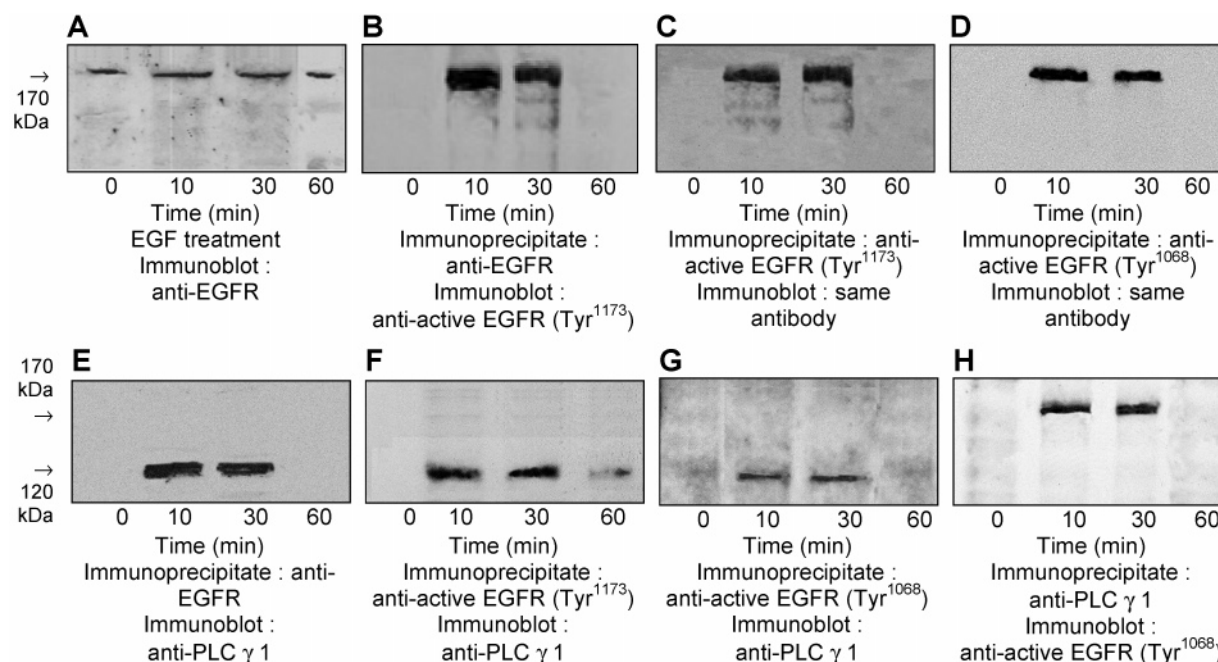 A
→
170
kDa
0 10 30 60
Time (min)
EGF treatment
Immunoblot :
anti-EGFR
B
0 10 30 60
Time (min)
Immunoprecipitate :
anti-EGFR
Immunoblot :
anti-active EGFR (Tyr¹¹⁷³)
C
0 10 30 60
Time (min)
Immunoprecipitate : anti-
active EGFR (Tyr¹¹⁷³)
Immunoblot : same
antibody
D
0 10 30 60
Time (min)
Immunoprecipitate : anti-
active EGFR (Tyr¹⁰⁶⁸)
Immunoblot : same
antibody
E
170
kDa
→
→
120
kDa
0 10 30 60
Time (min)
Immunoprecipitate : anti-
EGFR
Immunoblot :
anti-PLC γ 1
F
0 10 30 60
Time (min)
Immunoprecipitate :
anti-active EGFR (Tyr¹¹⁷³)
Immunoblot :
anti-PLC γ 1
G
0 10 30 60
Time (min)
Immunoprecipitate :
anti-active EGFR (Tyr¹⁰⁶⁸)
Immunoblot :
anti-PLC γ 1
H
0 10 30 60
Time (min)
Immunoprecipitate :
anti-PLC γ 1
Immunoblot :
anti-active EGFR (Tyr¹⁰⁶⁸)